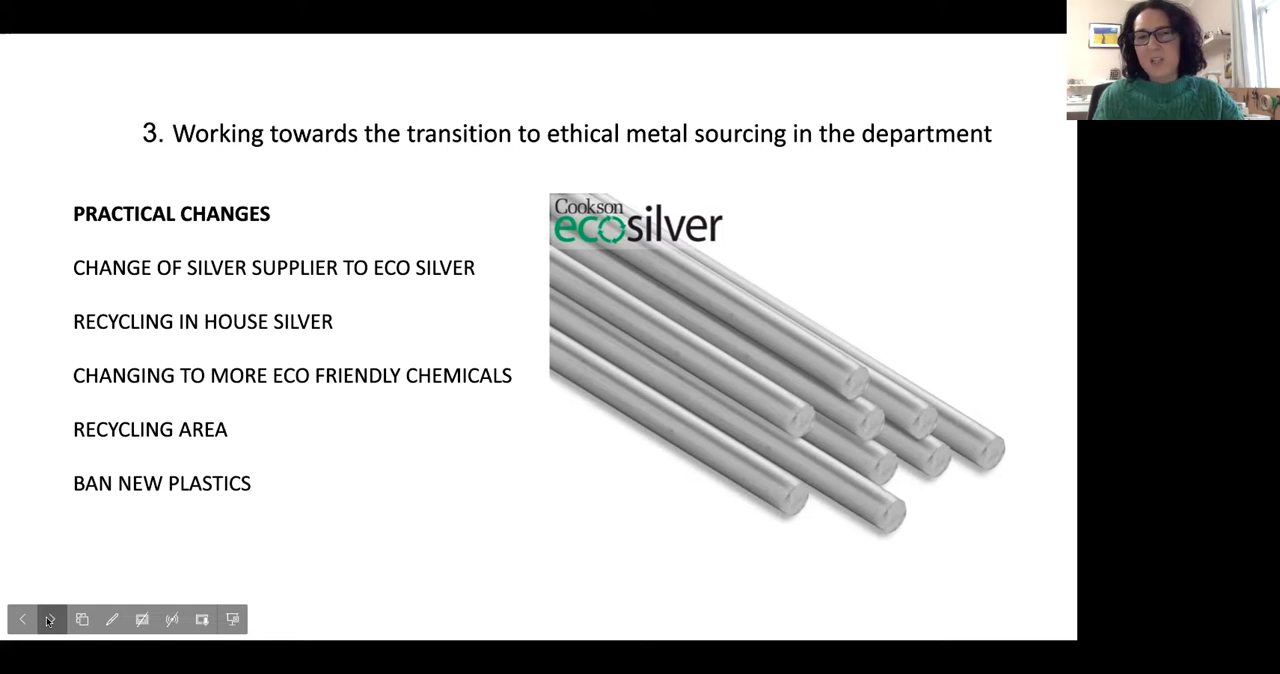 3. Working towards the transition to ethical metal sourcing in the department
PRACTICAL CHANGES
CHANGE OF SILVER SUPPLIER TO ECO SILVER
RECYCLING IN HOUSE SILVER
CHANGING TO MORE ECO FRIENDLY CHEMICALS
RECYCLING AREA
BAN NEW PLASTICS
Cookson
ecosilver